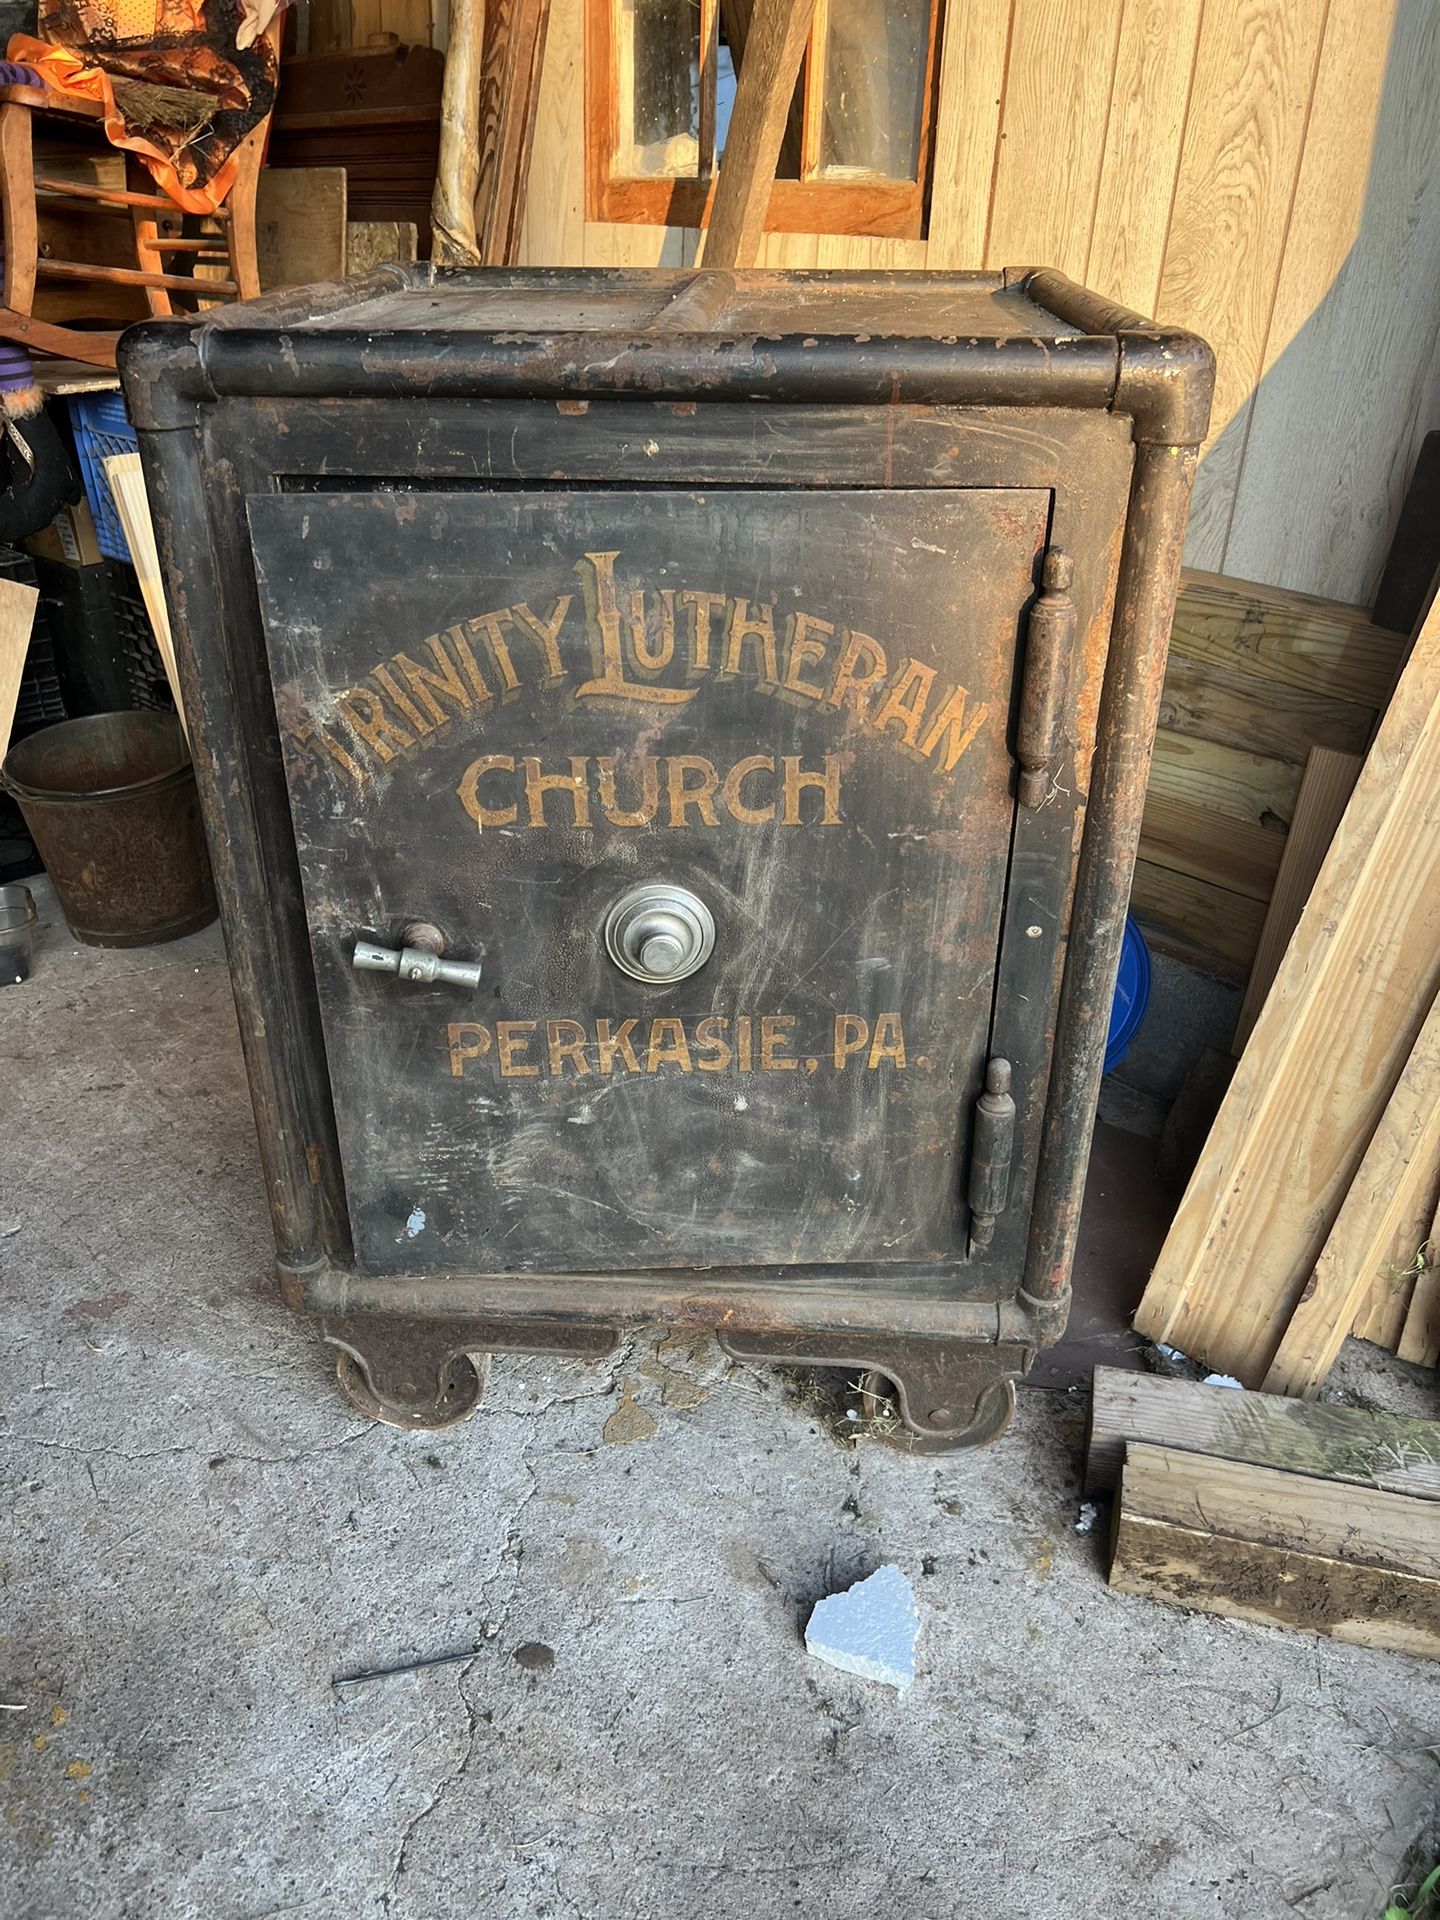 TRINITY LUTHERAN
CHURCH
PERKASIE, PA.